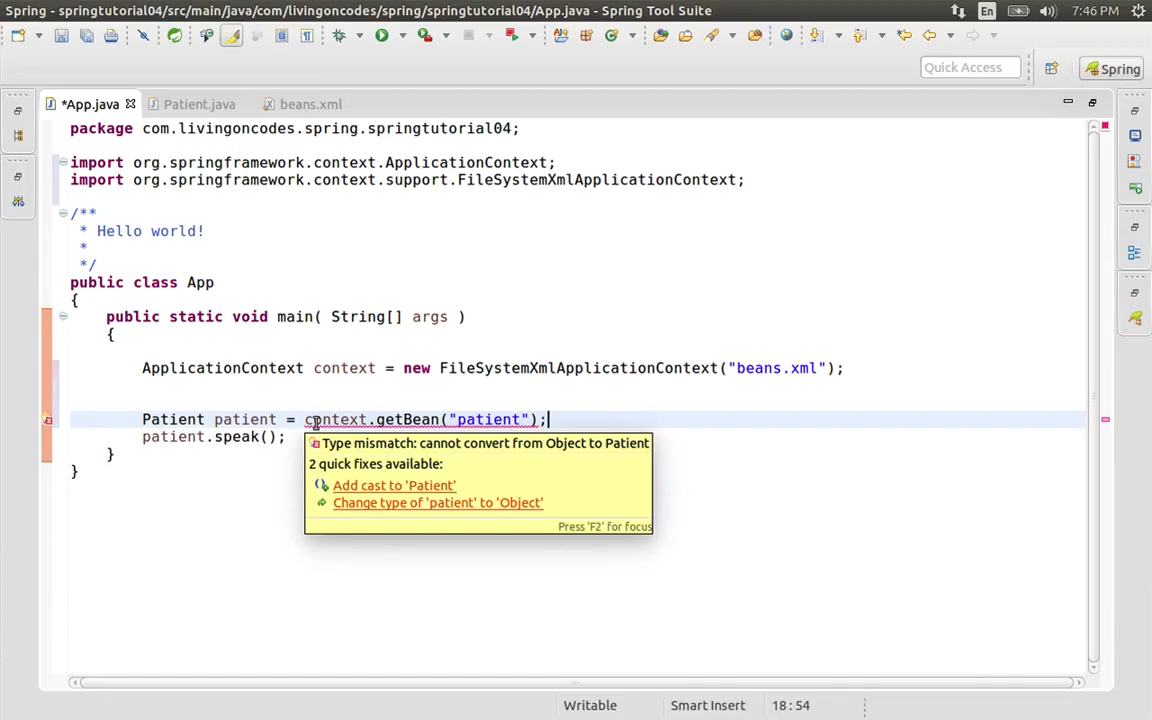 Spring - springtutorial04/src/main/java/com/livingoncodes/spring/springtutorial04/App.java - Spring Tool Suite
En
7:46 PM
Quick Access
Spring
*App.java
Patient.java
beans.xml
package com.livingoncodes.spring.springtutorial04;
import org.springframework.context.ApplicationContext;
import org.springframework.context.support.FileSystemXmlApplicationContext;
/**
* Hello world!
*
*/
public class App
{
public static void main( String[] args )
{
ApplicationContext context = new FileSystemXmlApplicationContext("beans.xml");
Patient patient = context.getBean("patient");
patient.speak();
}
}
Type mismatch: cannot convert from Object to Patient
2 quick fixes available:
Add cast to 'Patient'
Change type of 'patient' to 'Object'
Press 'F2' for focus
Writable
Smart Insert
18 : 54